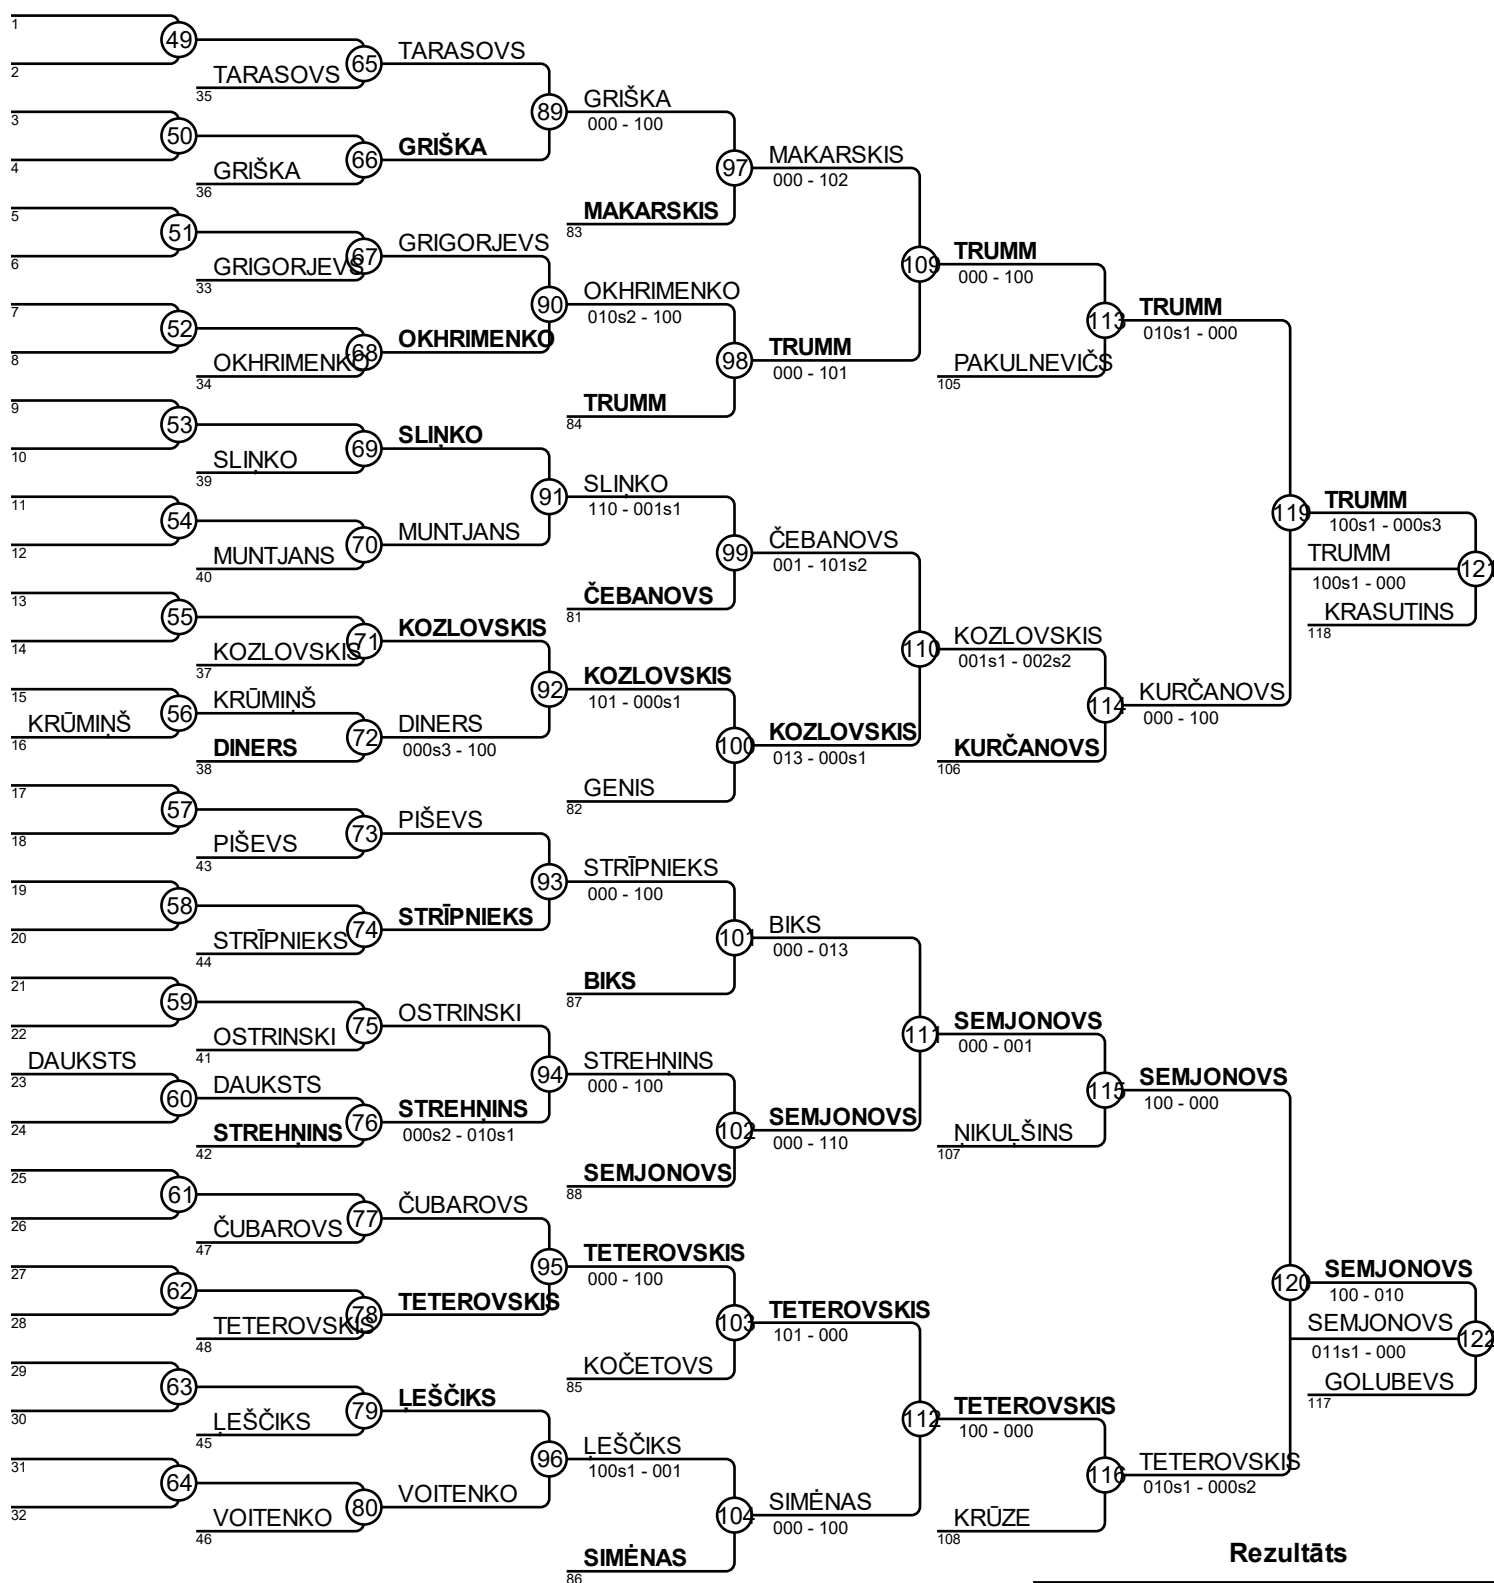 1
49
65 TARASOVS
2
TARASOVS
35
89 GRIŠKA
000 - 100
3
50
66 GRIŠKA
4
GRIŠKA
36
97 MAKARSKIS
000 - 102
5
51
67 GRIGORJEVS
6
GRIGORJEVS
33
MAKARSKIS
83
109 TRUMM
000 - 100
7
52
68 OKHRIMENKO
8
OKHRIMENKO
34
90 OKHRIMENKO
010s2 - 100
98 TRUMM
000 - 101
TRUMM
84
113 TRUMM
010s1 - 000
PAKULNEVIČS
105
9
53
69 SLIŅKO
10
SLIŅKO
39
91 SLIŅKO
110 - 001s1
11
54
70 MUNTJANS
12
MUNTJANS
40
99 ČEBANOVS
001 - 101s2
ČEBANOVS
81
119 TRUMM
100s1 - 000s3
TRUMM
100s1 - 000
121
KRASUTINS
118
13
55
71 KOZLOVSKIS
14
KOZLOVSKIS
37
110 KOZLOVSKIS
001s1 - 002s2
92 KOZLOVSKIS
101 - 000s1
15
56 KRŪMIŅŠ
KRŪMIŅŠ
16
72 DINERS
000s3 - 100
DINERS
38
100 KOZLOVSKIS
013 - 000s1
GENIS
82
114 KURČANOVS
000 - 100
KURČANOVS
106
17
57
73 PIŠEVS
18
PIŠEVS
43
93 STRĪPNIEKS
000 - 100
19
58
74 STRĪPNIEKS
20
STRĪPNIEKS
44
101 BIKS
000 - 013
BIKS
87
21
59
75 OSTRINSKI
22
OSTRINSKI
41
111 SEMJONOVS
000 - 001
DAUKSTS
23
60 DAUKSTS
24
94 STREHŅINS
000 - 100
76 STREHŅINS
000s2 - 010s1
STREHŅINS
42
102 SEMJONOVS
000 - 110
SEMJONOVS
88
115 SEMJONOVS
100 - 000
ŅIKUĻŠINS
107
25
61
77 ČUBAROVS
26
ČUBAROVS
47
95 TETEROVSKIS
000 - 100
27
62
78 TETEROVSKIS
28
TETEROVSKIS
48
103 TETEROVSKIS
101 - 000
KOČETOVS
85
120 SEMJONOVS
100 - 010
SEMJONOVS
011s1 - 000
122
GOLUBEVS
117
29
63
79 ĻEŠČIKS
30
ĻEŠČIKS
45
112 TETEROVSKIS
100 - 000
96 ĻEŠČIKS
100s1 - 001
31
64
80 VOITENKO
32
VOITENKO
46
104 SIMĖNAS
000 - 100
SIMĖNAS
86
116 TETEROVSKIS
010s1 - 000s2
KRŪZE
108
Rezultāts